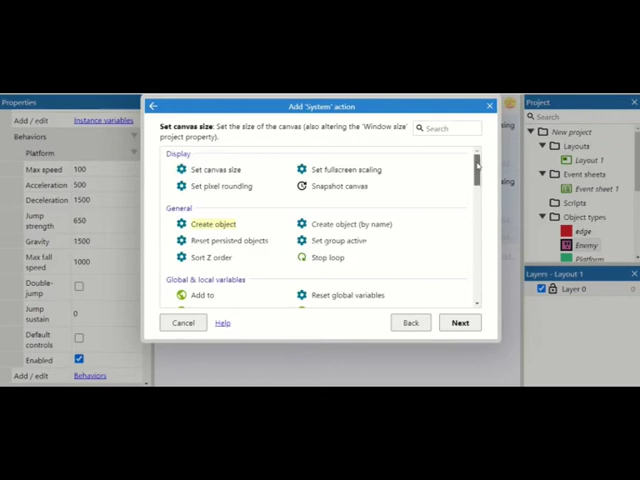 Properties
Add / edit Instance variables
Behaviors
Platform
Max speed 100
Acceleration 500
Deceleration 1500
Jump strength 650
Gravity 1500
Max fall speed 1000
Double-jump
Jump sustain 0
Default controls
Enabled
Add / edit Behaviors
Add 'System' action
Set canvas size: Set the size of the canvas (also altering the 'Window size'
project property).
Search
Display
Set canvas size Set fullscreen scaling
Set pixel rounding Snapshot canvas
General
Create object Create object (by name)
Reset persisted objects Set group active
Sort Z order Stop loop
Global & local variables
Add to Reset global variables
Cancel Help Back Next
Project
Search
New project
Layouts
Layout 1
Event sheets
Event sheet 1
Scripts
Object types
edge
Enemy
Platform
Layers - Layout 1
Layer 0 0